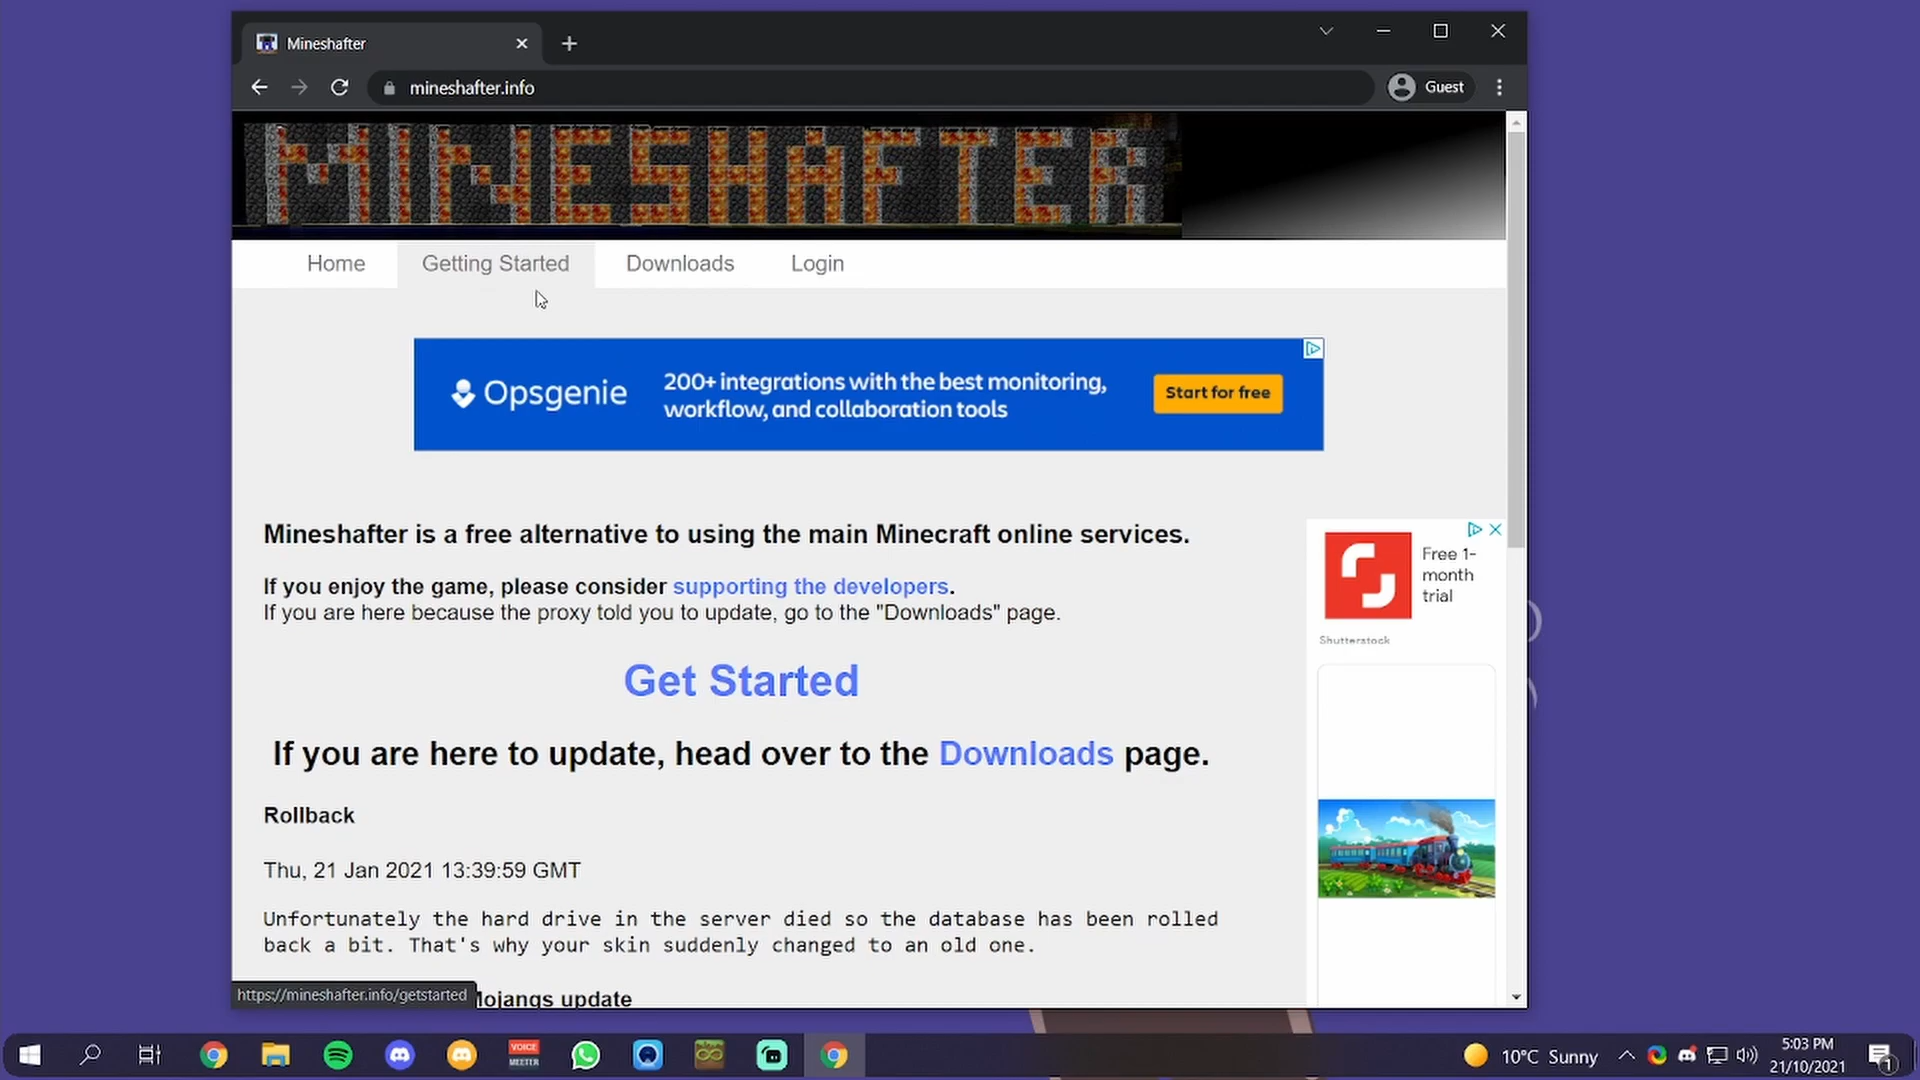 Mineshafter
mineshafter.info
Guest
MINESHAFTER
Home
Getting Started
Downloads
Login
Opsgenie
200+ integrations with the best monitoring,
workflow, and collaboration tools
Start for free
Mineshafter is a free alternative to using the main Minecraft online services.
If you enjoy the game, please consider supporting the developers.
If you are here because the proxy told you to update, go to the "Downloads" page.
Get Started
If you are here to update, head over to the Downloads page.
Rollback
Thu, 21 Jan 2021 13:39:59 GMT
Unfortunately the hard drive in the server died so the database has been rolled
back a bit. That's why your skin suddenly changed to an old one.
Mojangs update
Free 1-
month
trial
Shutterstock
https://mineshafter.info/getstarted
VOICE
MEETER
10°C Sunny
5:03 PM
21/10/2021
1